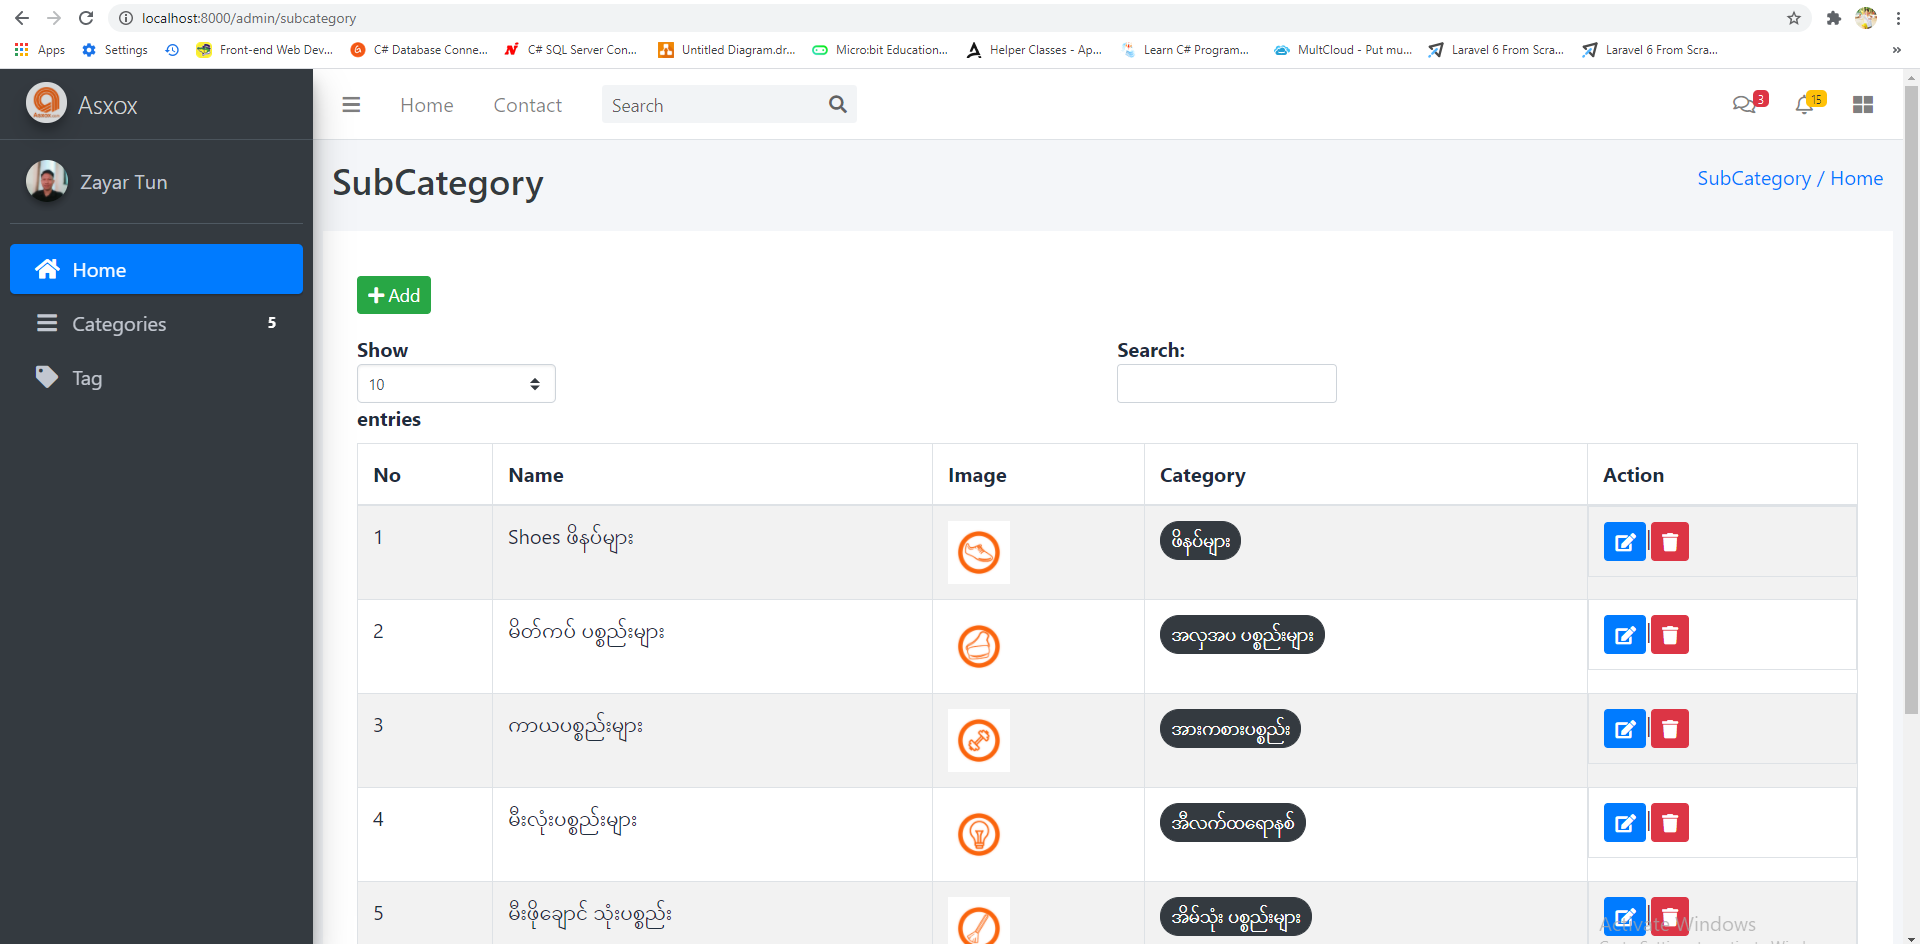 localhost:8000/admin/subcategory
Apps Settings Front-end Web Dev... C# Database Conne... C# SQL Server Con... Untitled Diagram.dr... Micro:bit Education... Helper Classes - Ap... Learn C# Program... MultCloud - Put mu... Laravel 6 From Scra... Laravel 6 From Scra... »
Asxox
Home Contact Search 3 15
Zayar Tun
SubCategory
SubCategory / Home
Home
Categories 5
Tag
Add
Show
10
entries
Search:
No Name Image Category Action
1 Shoes ဖိနပ်များ ဖိနပ်များ
2 မိတ်ကပ် ပစ္စည်းများ အလှအပ ပစ္စည်းများ
3 ကာယပစ္စည်းများ အားကစားပစ္စည်း
4 မီးလုံးပစ္စည်းများ အီလက်ထရောနစ်
5 မီးဖိုချောင် သုံးပစ္စည်း အိမ်သုံး ပစ္စည်းများ
Activate Windows